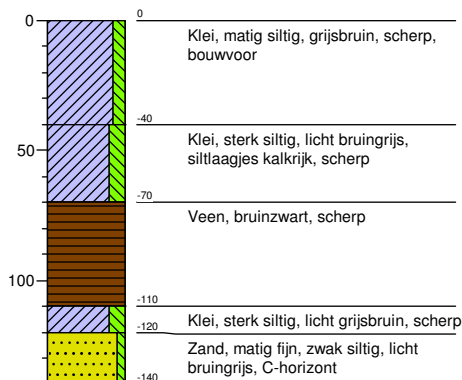 0
0
Klei, matig siltig, grijsbruin, scherp,
bouwvoor
-40
50
Klei, sterk siltig, licht bruingrijs,
siltlaagjes kalkrijk, scherp
-70
Veen, bruinzwart, scherp
100
-110
Klei, sterk siltig, licht grijsbruin, scherp
-120
Zand, matig fijn, zwak siltig, licht
bruingrijs, C-horizont
-140